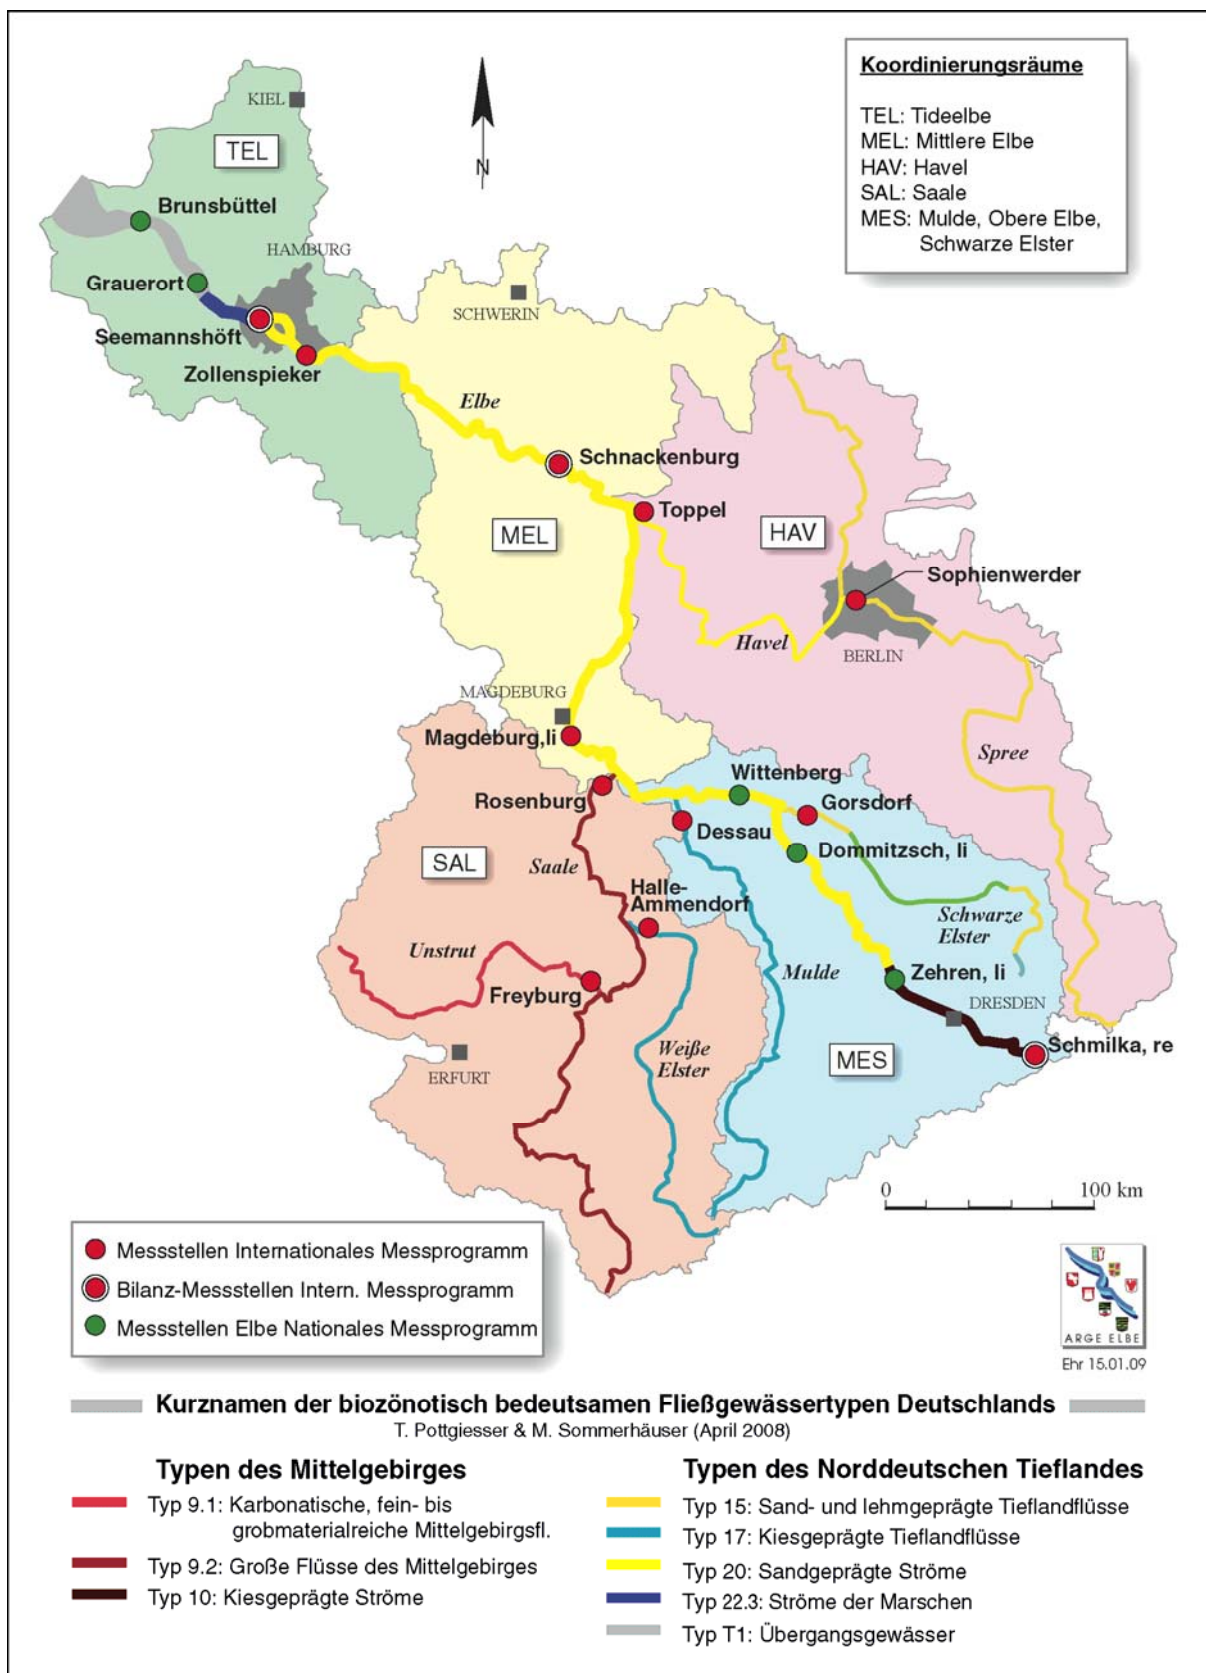 Koordinierungsräume
TEL: Tideelbe
MEL: Mittlere Elbe
HAV: Havel
SAL: Saale
MES: Mulde, Obere Elbe,
Schwarze Elster
KIEL
TEL
N
Brunsbüttel
HAMBURG
Grauerort
SCHWERIN
Seemannshöft
Zollenspieker
Elbe
Schnackenburg
Toppel
MEL
HAV
Sophienwerder
Havel
BERLIN
MAGDEBURG
Magdeburg,li
Spree
Wittenberg
Rosenburg
Gorsdorf
Dessau
Dommitzsch, li
SAL
Saale
Halle-
Ammendorf
Schwarze
Elster
Unstrut
Mulde
Zehren, li
Freyburg
DRESDEN
Schmilka, re
Weiße
Elster
MES
ERFURT
0 100 km
Messstellen Internationales Messprogramm
Bilanz-Messstellen Intern. Messprogramm
Messstellen Elbe Nationales Messprogramm
ARGE ELBE
Ehr 15.01.09
Kurznamen der biozönotisch bedeutsamen Fließgewässertypen Deutschlands
T. Pottgiesser & M. Sommerhäuser (April 2008)
Typen des Mittelgebirges
Typ 9.1: Karbonatische, fein- bis
grobmaterialreiche Mittelgebirgsfl.
Typ 9.2: Große Flüsse des Mittelgebirges
Typ 10: Kiesgeprägte Ströme
Typen des Norddeutschen Tieflandes
Typ 15: Sand- und lehmgeprägte Tieflandflüsse
Typ 17: Kiesgeprägte Tieflandflüsse
Typ 20: Sandgeprägte Ströme
Typ 22.3: Ströme der Marschen
Typ T1: Übergangsgewässer